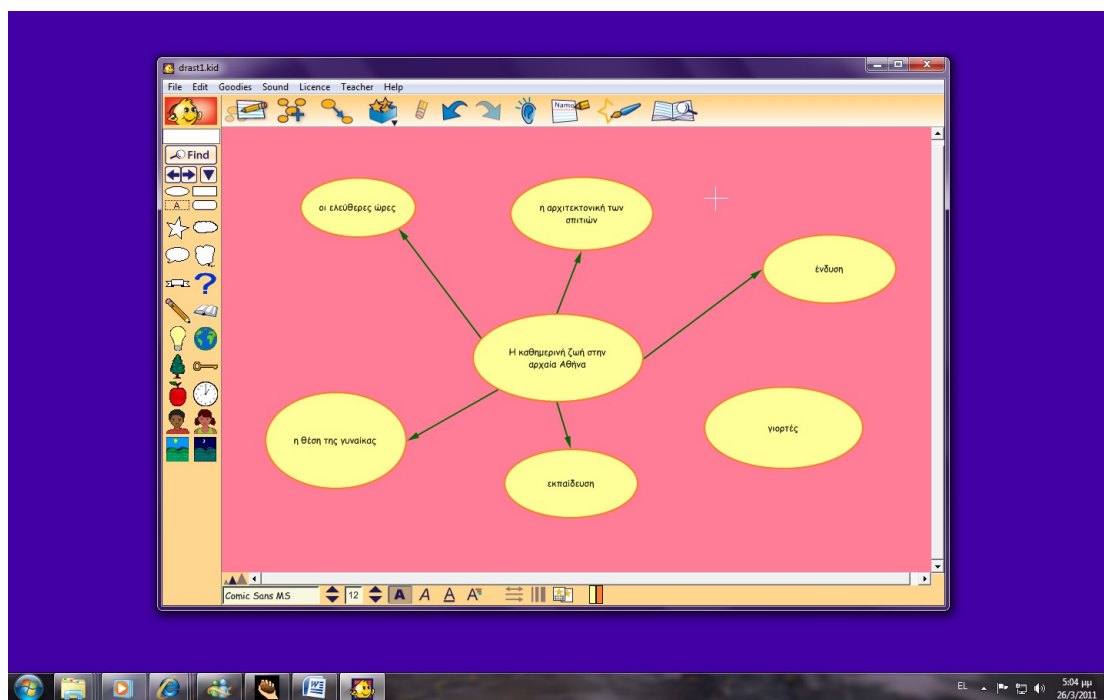 drast1.kid
File Edit Goodies Sound Licence Teacher Help
Name
Find
A
οι ελεύθερες ώρες
η αρχιτεκτονική των
σπιτιών
ένδυση
Η καθημερινή ζωή στην
αρχαία Αθήνα
η θέση της γυναίκας
γιορτές
εκπαίδευση
Comic Sans MS 12 A A A A
EL 5:04 μμ
26/3/2011